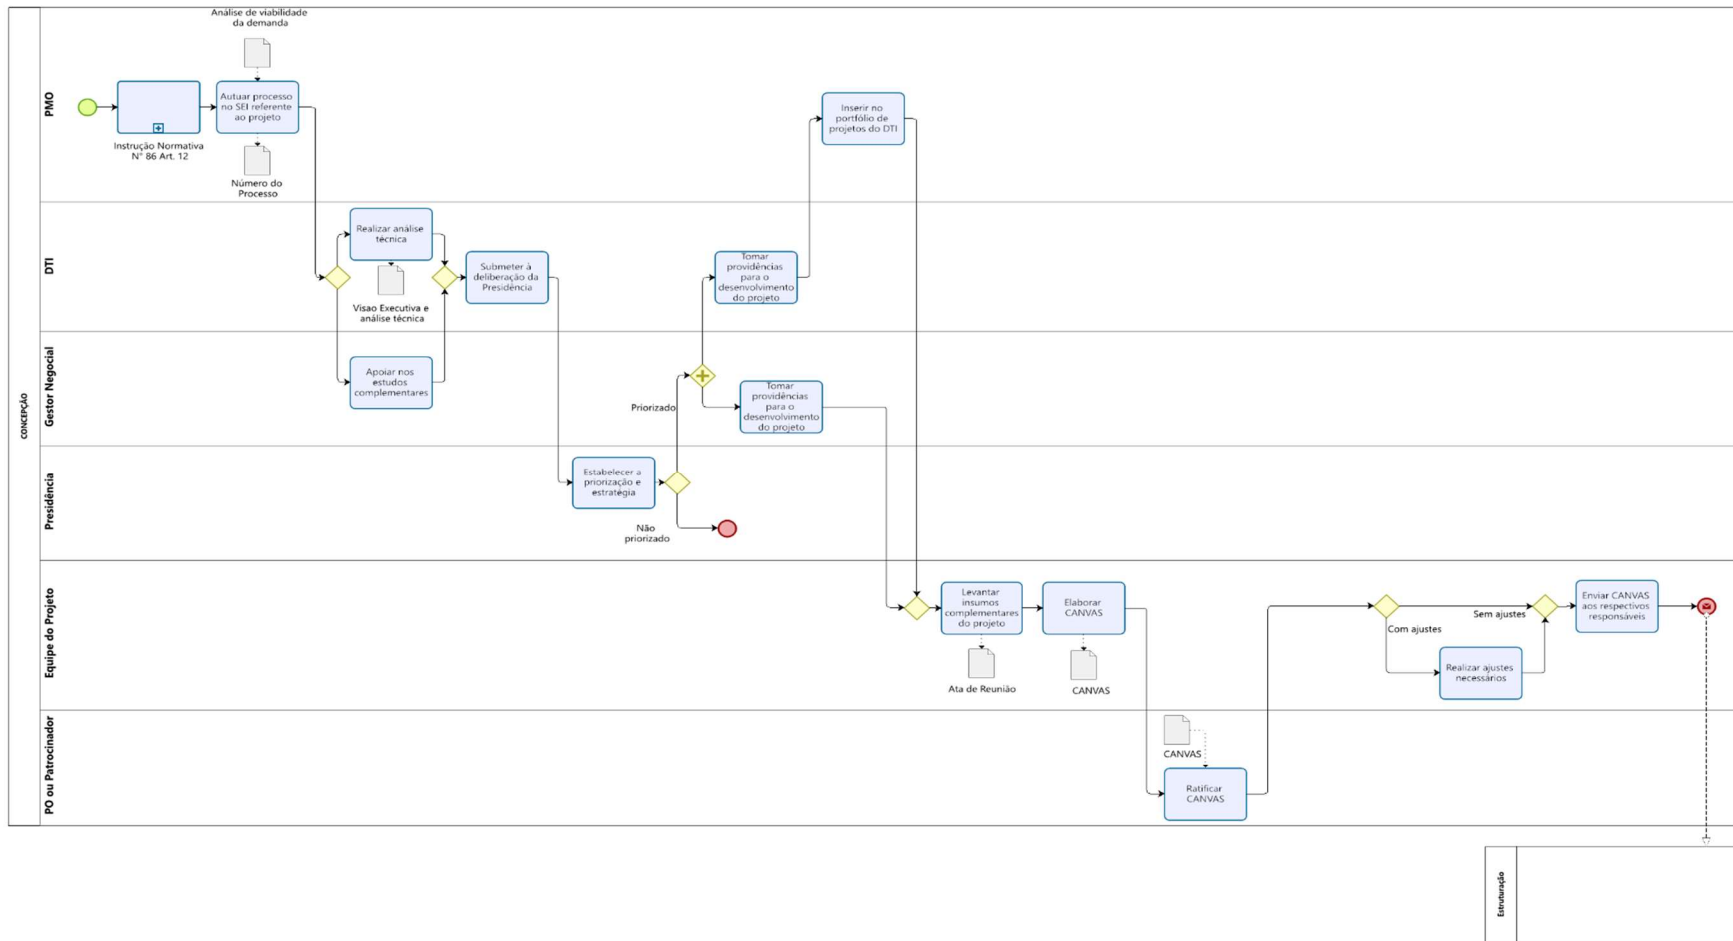 CONCEPÇÃO
PMO
Análise de viabilidade
da demanda
Instrução Normativa
N° 86 Art. 12
Autuar processo
no SEI referente
ao projeto
Número do
Processo
Inserir no
portfólio de
projetos do DTI
DTI
Realizar análise
técnica
Visao Executiva e
análise técnica
Submeter à
deliberação da
Presidência
Tomar
providências
para o
desenvolvimento
do projeto
Gestor Negocial
Apoiar nos
estudos
complementares
Priorizado
Tomar
providências
para o
desenvolvimento
do projeto
Presidência
Estabelecer a
priorização e
estratégia
Não
priorizado
Equipe do Projeto
Levantar
insumos
complementares
do projeto
Ata de Reunião
Elaborar
CANVAS
CANVAS
Com ajustes
Sem ajustes
Realizar ajustes
necessários
Enviar CANVAS
aos respectivos
responsáveis
PO ou Patrocinador
CANVAS
Ratificar
CANVAS
Estruturação